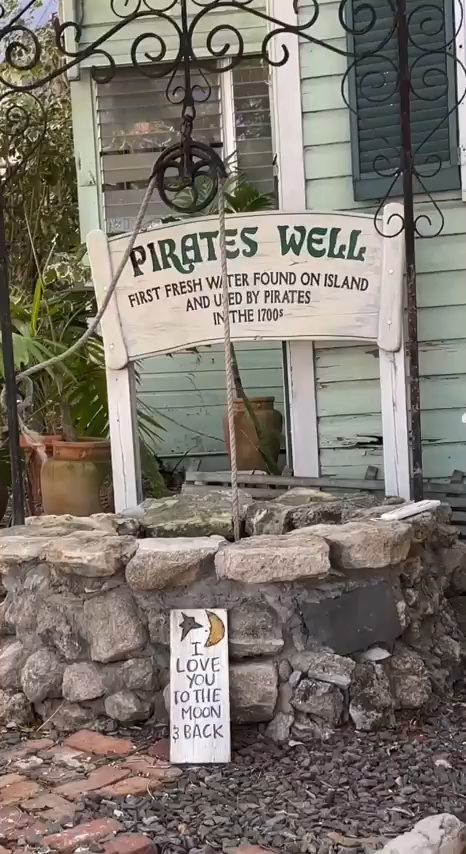 PIRATES WELL
FIRST FRESH WATER FOUND ON ISLAND
AND USED BY PIRATES
IN THE 1700s
I
LOVE
YOU
TO THE
MOON
& BACK